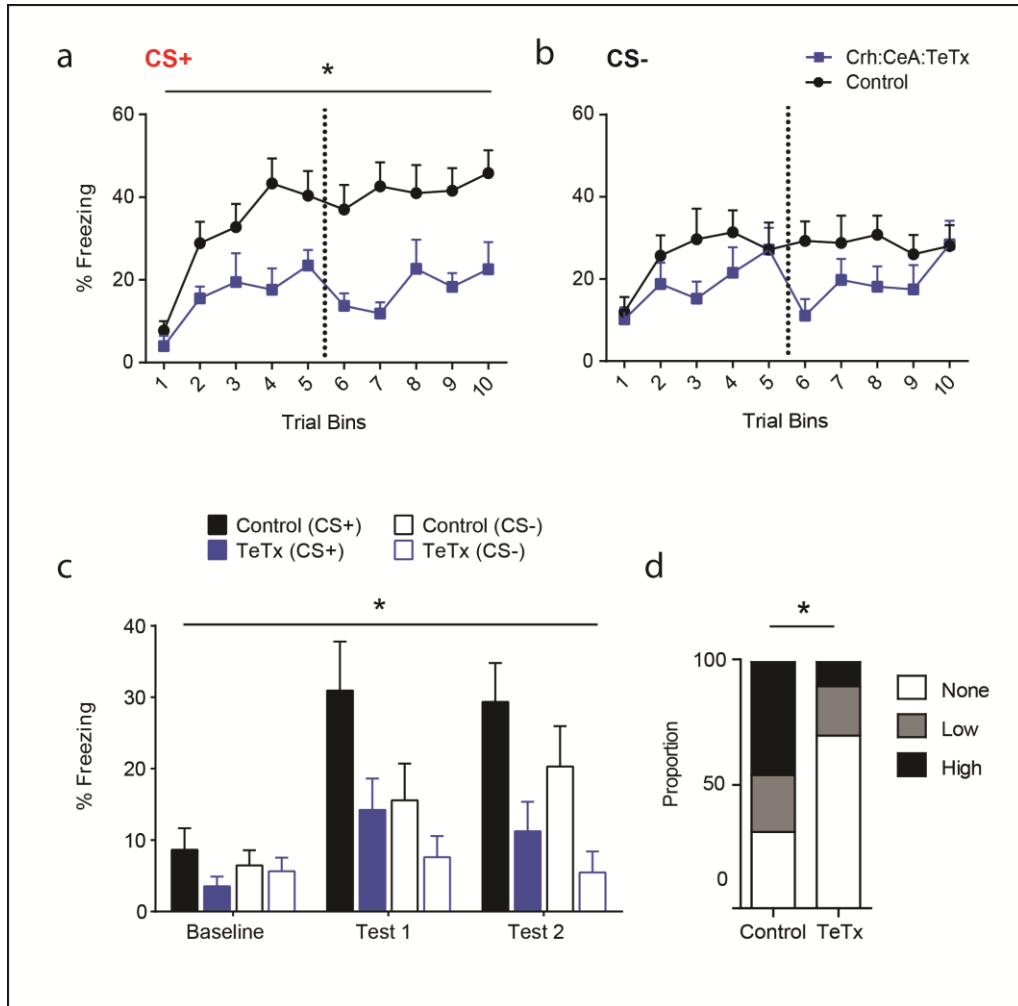 a
CS+
*
60
40
20
0
% Freezing
1 2 3 4 5 6 7 8 9 10
Trial Bins
b
CS-
Crh:CeA:TeTx
Control
60
40
20
0
1 2 3 4 5 6 7 8 9 10
Trial Bins
Control (CS+) Control (CS-)
TeTx (CS+) TeTx (CS-)
c
*
40
30
20
10
0
% Freezing
Baseline Test 1 Test 2
d
*
100
50
0
Proportion
Control TeTx
None
Low
High